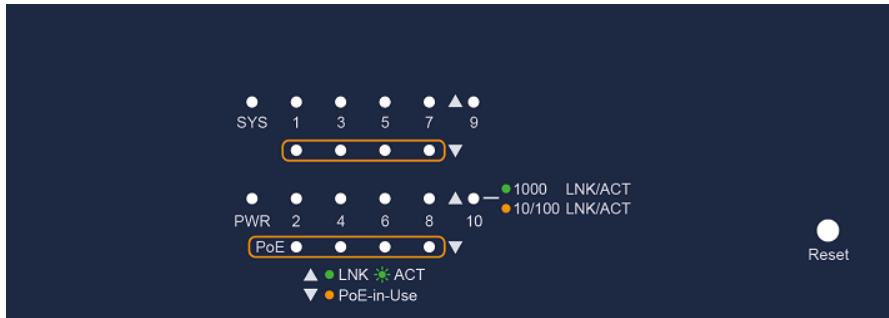 SYS 1 3 5 7 9
1000 LNK/ACT
10/100 LNK/ACT
PWR 2 4 6 8 10
PoE
Reset
LNK ACT
PoE-in-Use